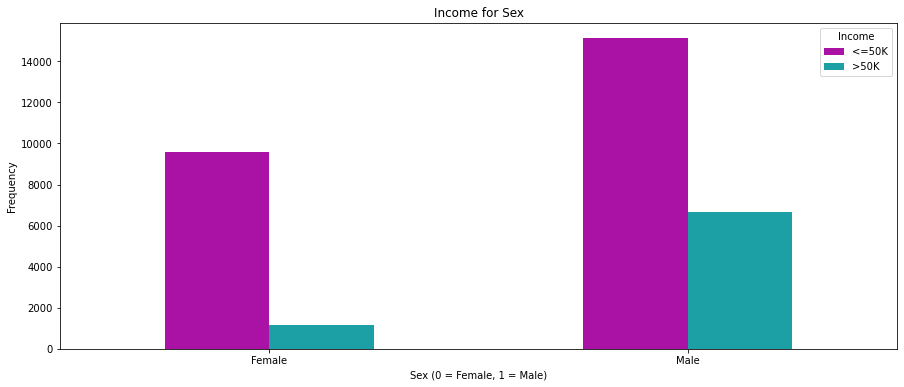 Income for Sex
Income
<=50K
>50K
14000
12000
10000
8000
6000
4000
2000
0
Frequency
Female
Male
Sex (0 = Female, 1 = Male)